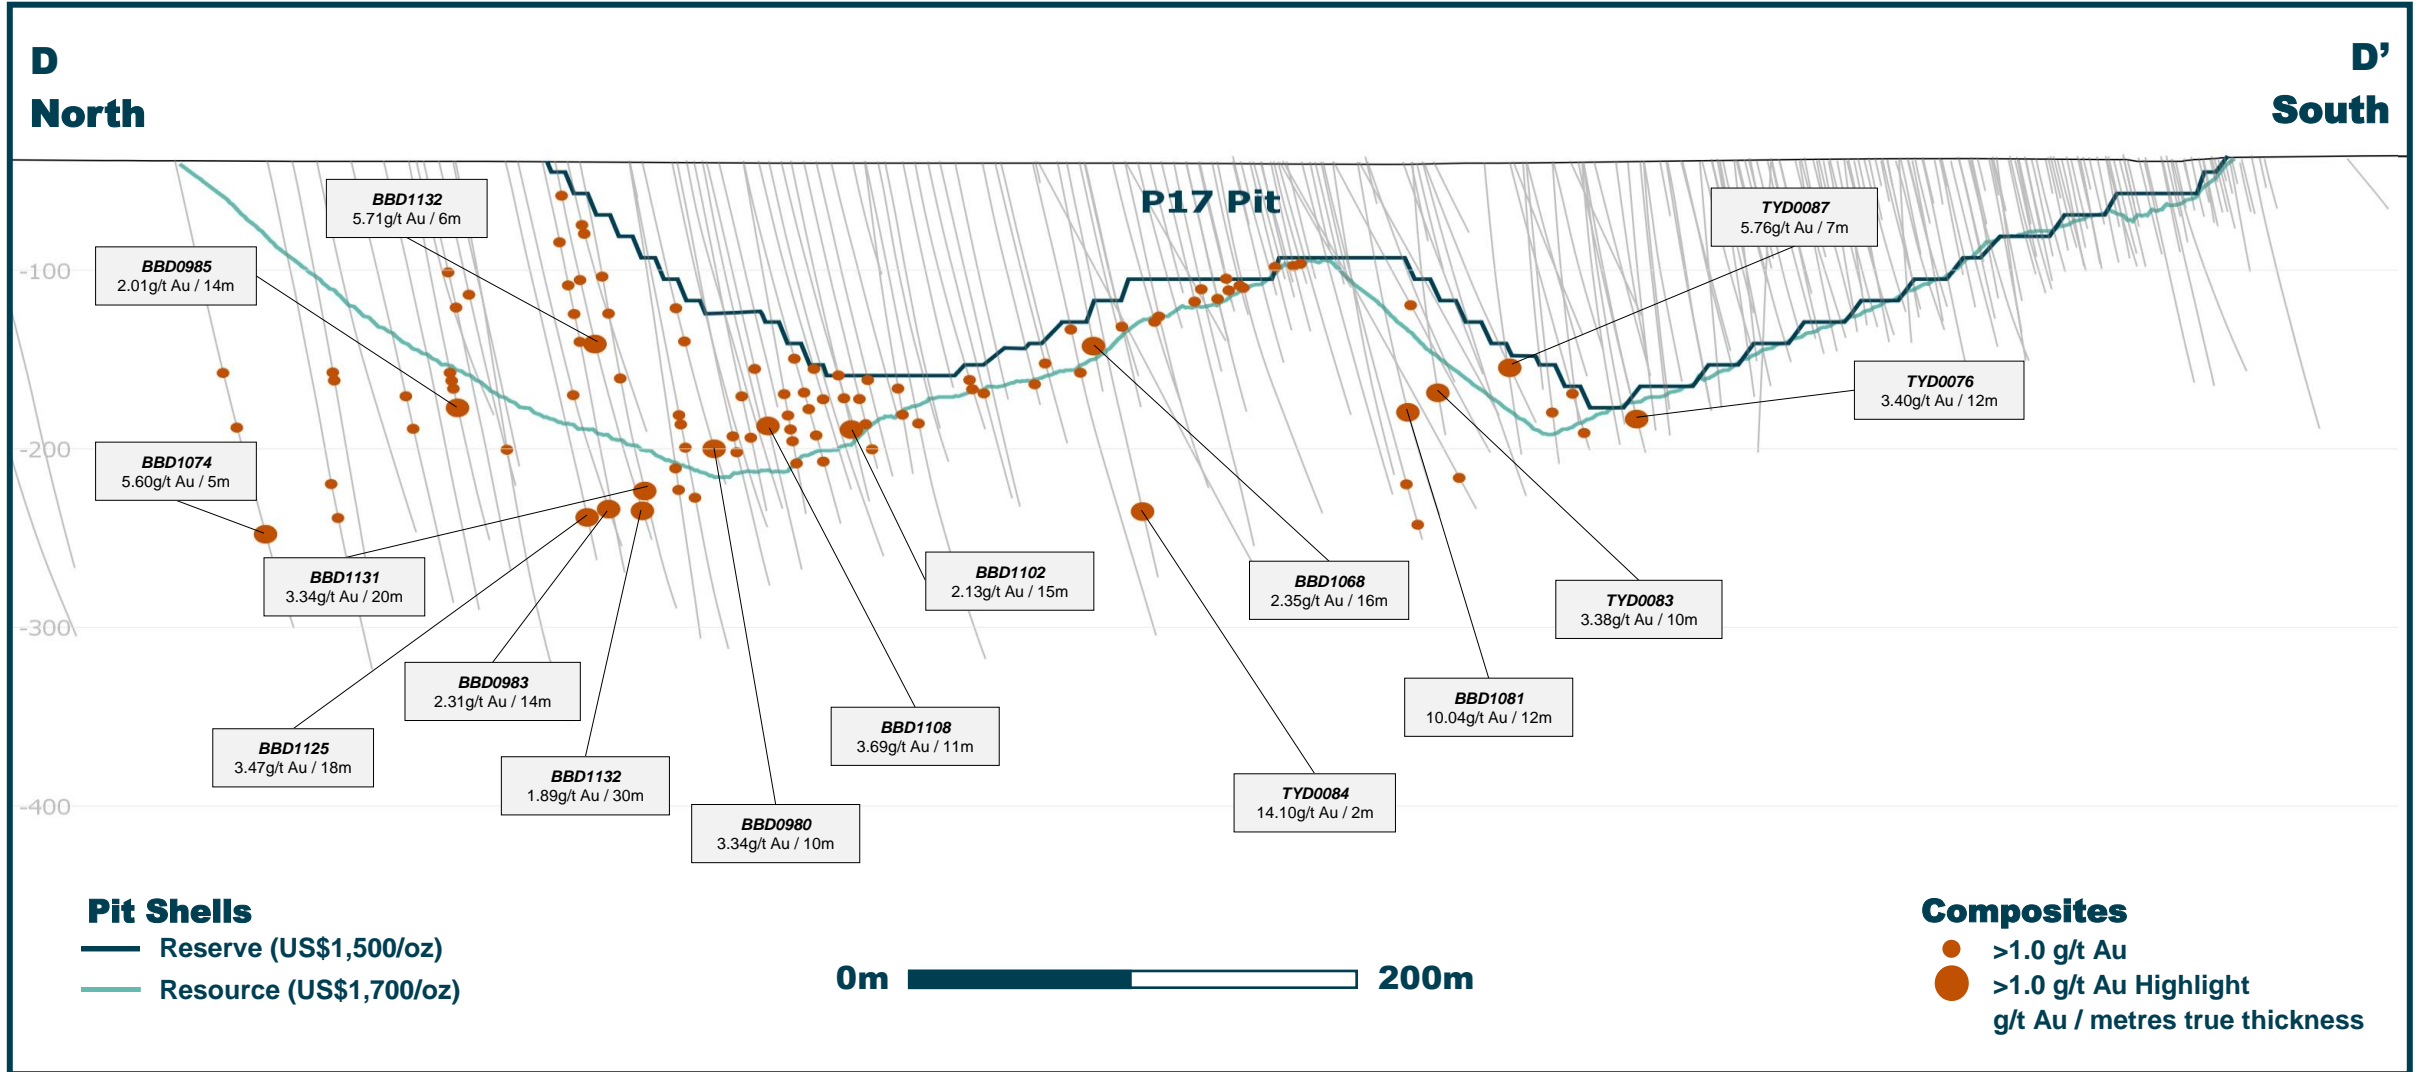 D
North
D’
South
P17 Pit
BBD1132
5.71g/t Au / 6m
TYD0087
5.76g/t Au / 7m
BBD0985
2.01g/t Au / 14m
-100
TYD0076
3.40g/t Au / 12m
-200
BBD1074
5.60g/t Au / 5m
BBD1131
3.34g/t Au / 20m
BBD1102
2.13g/t Au / 15m
BBD1068
2.35g/t Au / 16m
TYD0083
3.38g/t Au / 10m
-300
BBD0983
2.31g/t Au / 14m
BBD1081
10.04g/t Au / 12m
BBD1108
3.69g/t Au / 11m
BBD1125
3.47g/t Au / 18m
BBD1132
1.89g/t Au / 30m
TYD0084
14.10g/t Au / 2m
-400
BBD0980
3.34g/t Au / 10m
Pit Shells
Reserve (US$1,500/oz)
Resource (US$1,700/oz)
0m
200m
Composites
>1.0 g/t Au
>1.0 g/t Au Highlight
g/t Au / metres true thickness